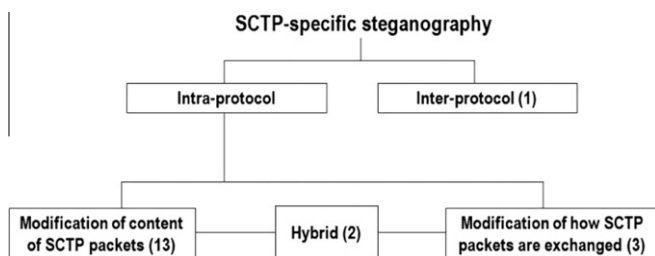 SCTP-specific steganography
Intra-protocol
Inter-protocol (1)
Modification of content
of SCTP packets (13)
Hybrid (2)
Modification of how SCTP
packets are exchanged (3)